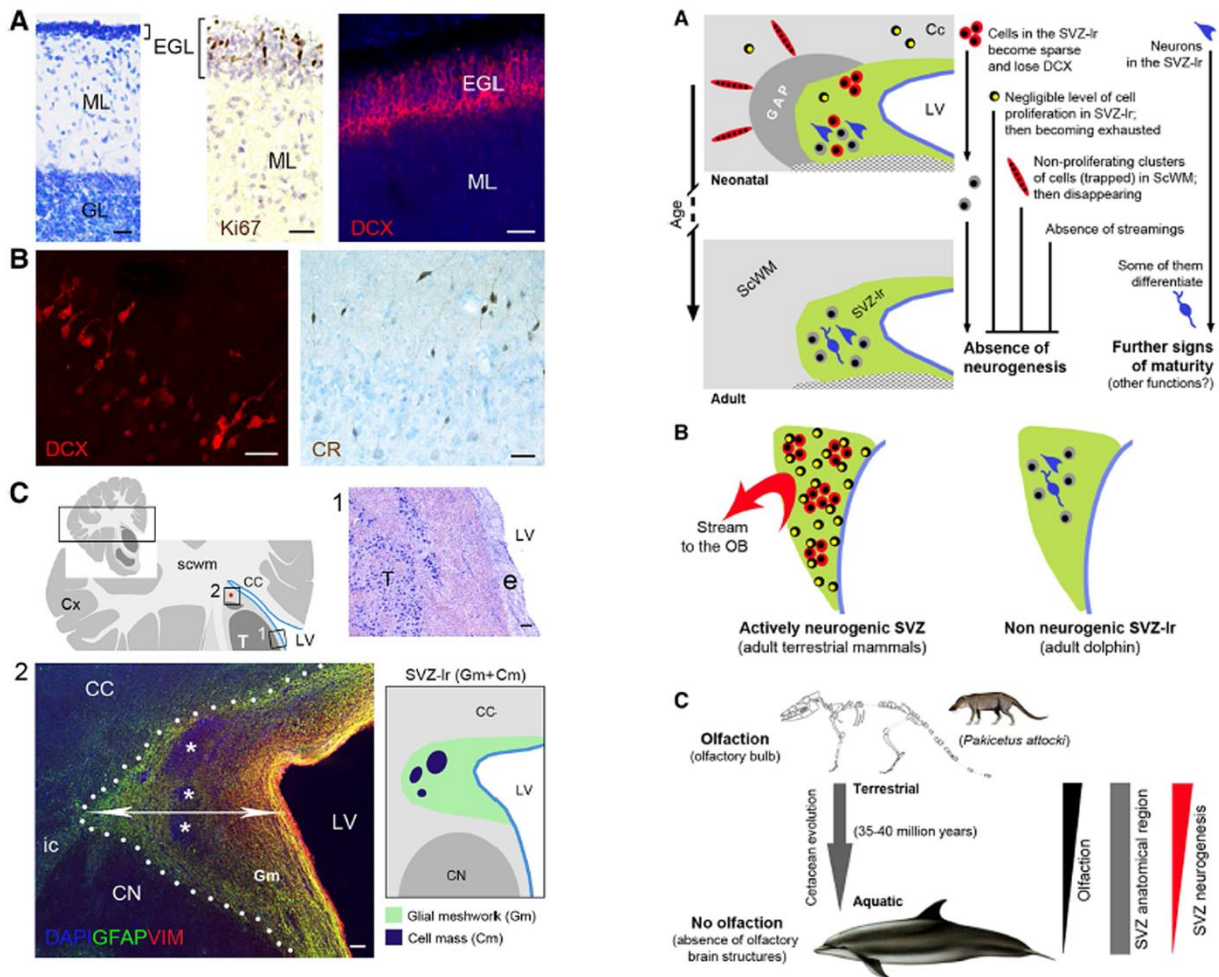 A
EGL
ML
GL
Ki67
ML
EGL
ML
DCX
B
DCX
CR
C
Cx
scwm
CC
2
T
1
LV
1
T
e
LV
2
CC
*
*
*
ic
CN
Gm
LV
DAPIGFAPVIM
SVZ-lr (Gm+Cm)
CC
LV
CN
Glial meshwork (Gm)
Cell mass (Cm)
A
Cc
GAP
LV
Neonatal
Age
ScWM
SVZ-lr
Adult
Cells in the SVZ-lr
become sparse
and lose DCX
Neurons
in the SVZ-lr
Negligible level of cell
proliferation in SVZ-lr;
then becoming exhausted
Non-proliferating clusters
of cells (trapped) in ScWM;
then disappearing
Absence of streamings
Some of them
differentiate
Absence of
neurogenesis
Further signs
of maturity
(other functions?)
B
Stream
to the OB
Actively neurogenic SVZ
(adult terrestrial mammals)
Non neurogenic SVZ-lr
(adult dolphin)
C
Olfaction
(olfactory bulb)
(Pakicetus attocki)
Terrestrial
Cetacean evolution
(35-40 million years)
Aquatic
No olfaction
(absence of olfactory
brain structures)
Olfaction
SVZ anatomical region
SVZ neurogenesis